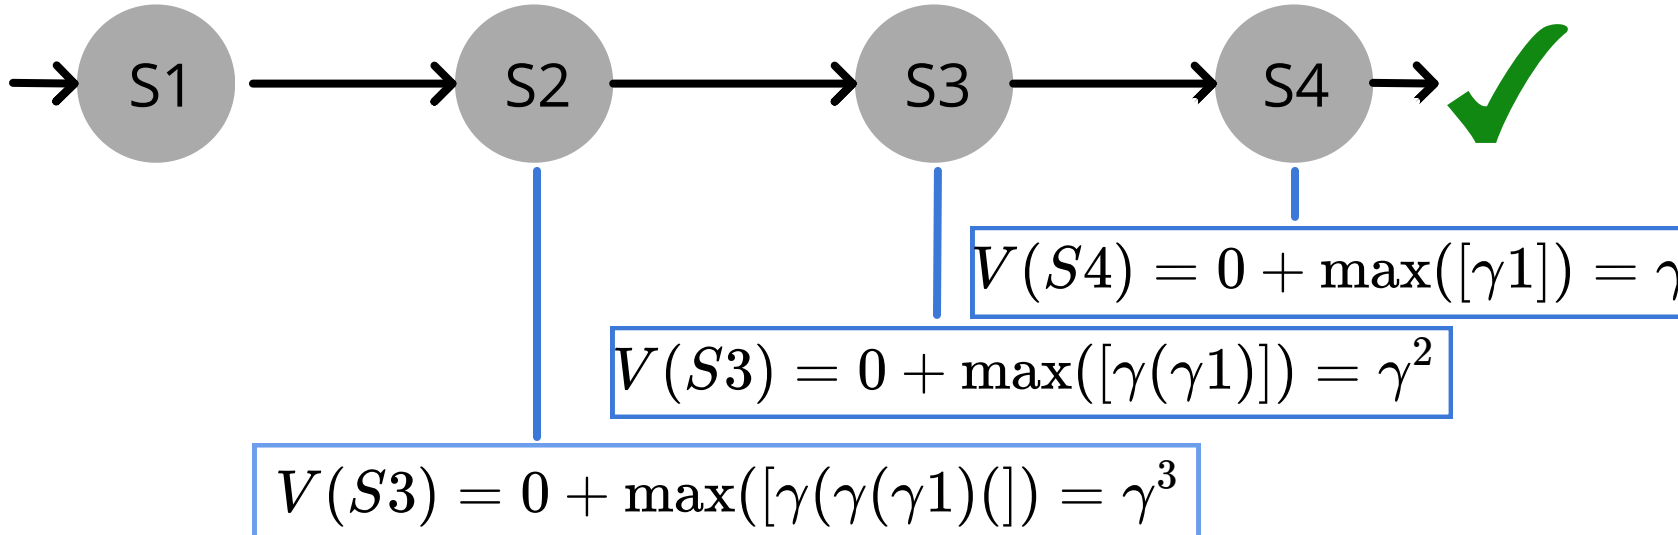 S1 S2 S3 S4
V(S4) = 0 + max([γ1]) = γ
V(S3) = 0 + max([γ(γ1)]) = γ²
V(S3) = 0 + max([γ(γ(γ1)(]) = γ³